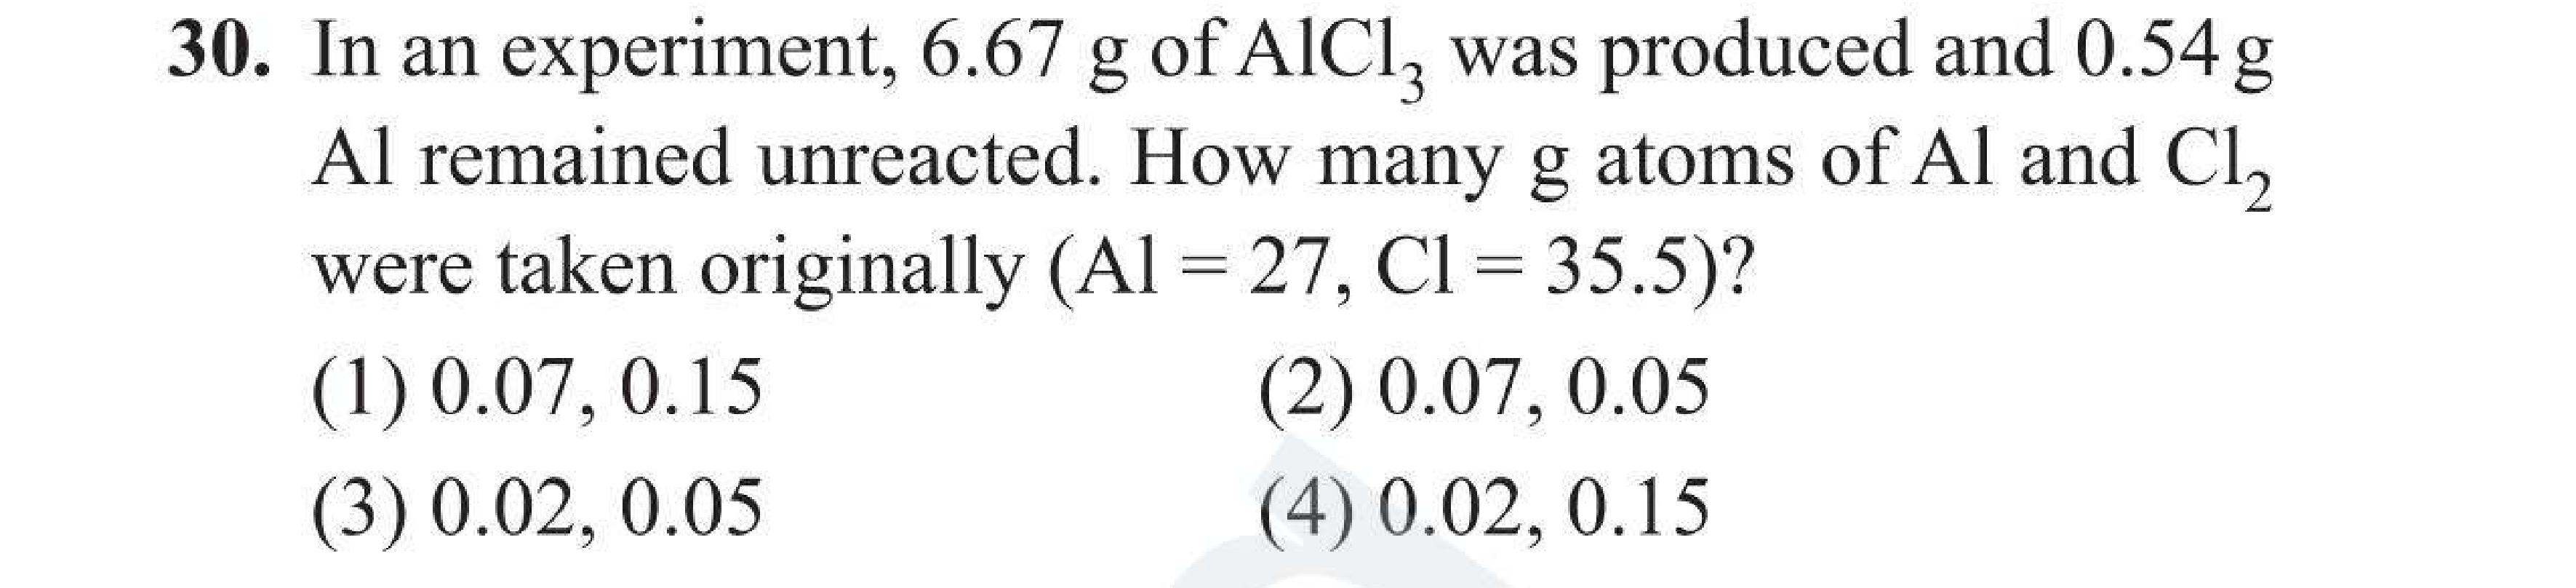 30. In an experiment, 6.67 g of AlCl₃ was produced and 0.54 g
Al remained unreacted. How many g atoms of Al and Cl₂
were taken originally (Al = 27, Cl = 35.5)?
(1) 0.07, 0.15 (2) 0.07, 0.05
(3) 0.02, 0.05 (4) 0.02, 0.15